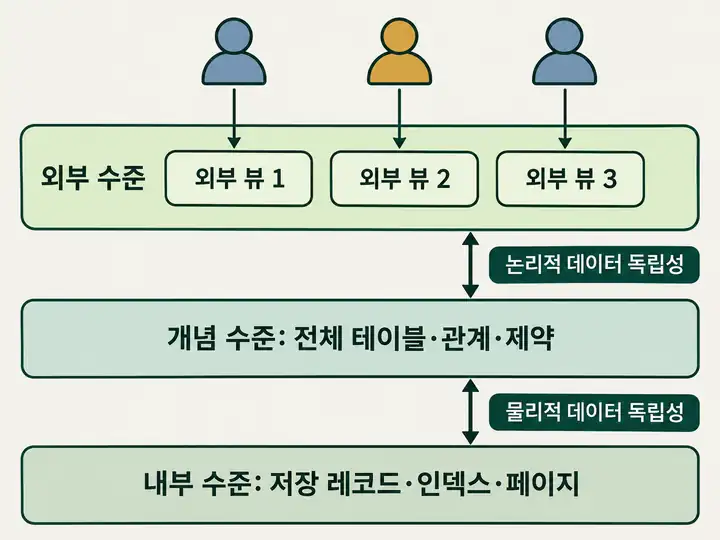 외부 수준
외부 뷰 1
외부 뷰 2
외부 뷰 3
논리적 데이터 독립성
개념 수준: 전체 테이블·관계·제약
물리적 데이터 독립성
내부 수준: 저장 레코드·인덱스·페이지